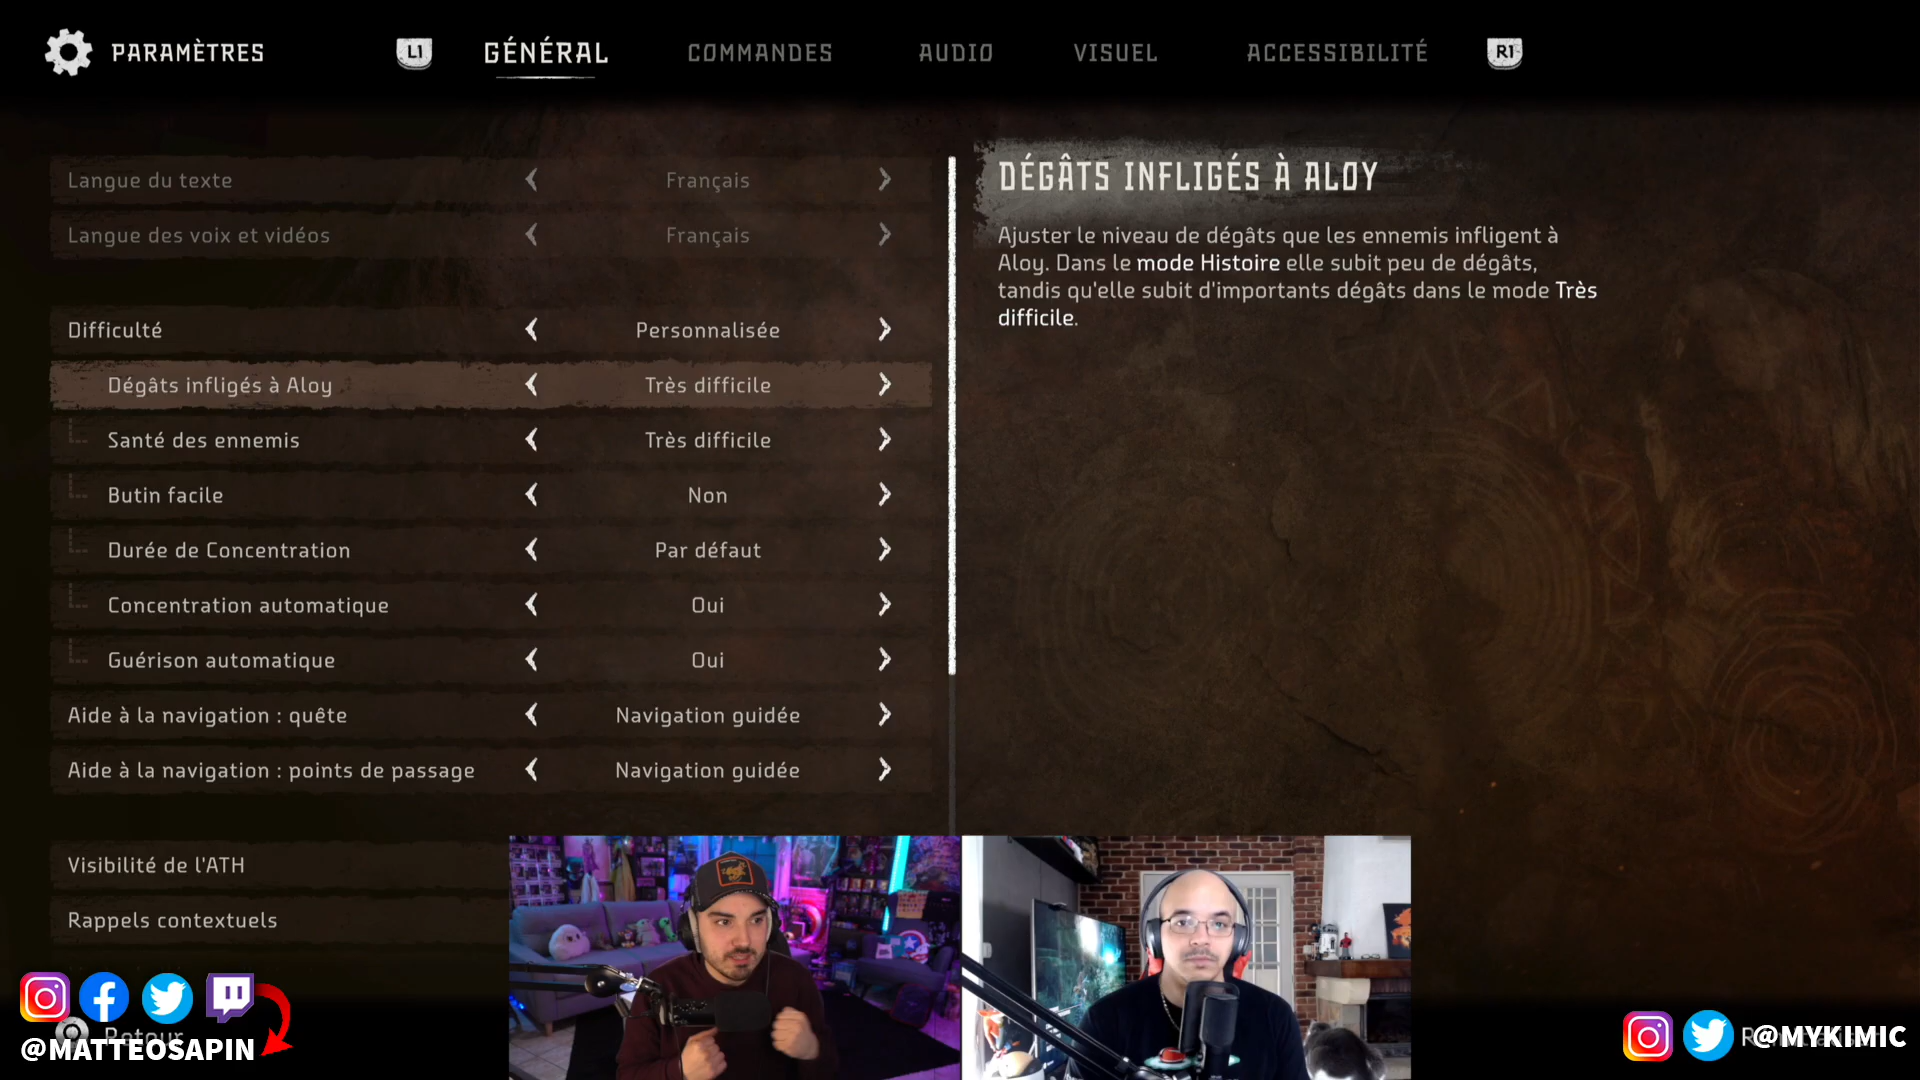 PARAMÈTRES
L1
GÉNÉRAL
COMMANDES
AUDIO
VISUEL
ACCESSIBILITÉ
R1
Langue du texte
Français
Langue des voix et vidéos
Français
Difficulté
Personnalisée
Dégâts infligés à Aloy
Très difficile
Santé des ennemis
Très difficile
Butin facile
Non
Durée de Concentration
Par défaut
Concentration automatique
Oui
Guérison automatique
Oui
Aide à la navigation : quête
Navigation guidée
Aide à la navigation : points de passage
Navigation guidée
Visibilité de l'ATH
Rappels contextuels
DÉGÂTS INFLIGÉS À ALOY
Ajuster le niveau de dégâts que les ennemis infligent à
Aloy. Dans le mode Histoire elle subit peu de dégâts,
tandis qu'elle subit d'importants dégâts dans le mode Très
difficile.
Retour
@MATTEOSAPIN
@MYKIMIC